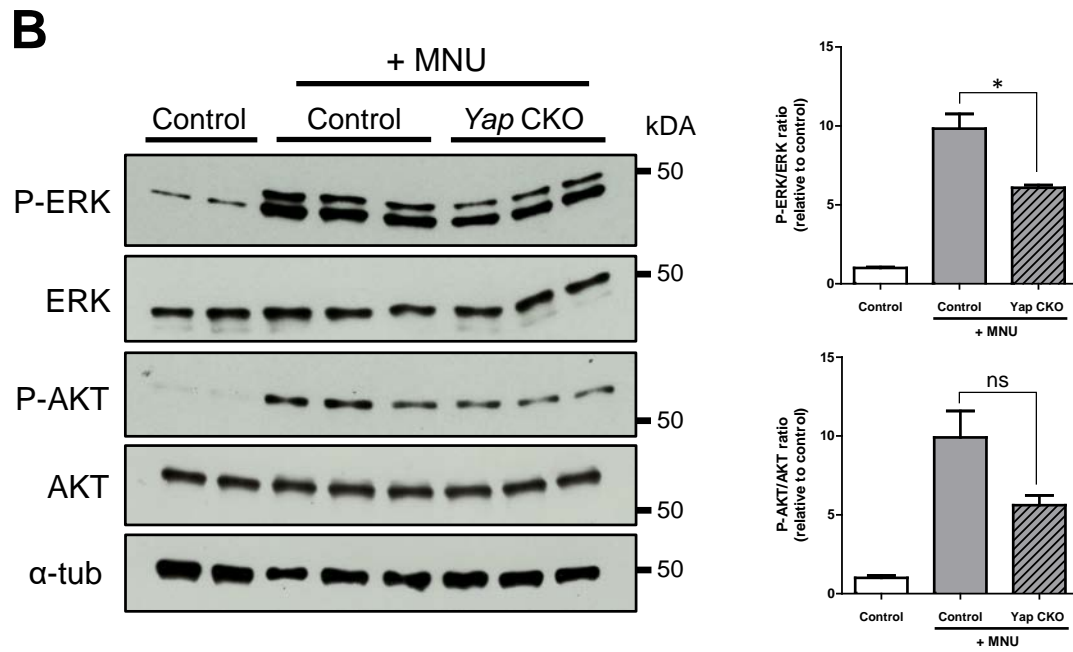 B
+ MNU
Control Control Yap CKO kDA
P-ERK 50
ERK 50
P-AKT 50
AKT 50
α-tub 50
15
10
5
0
P-ERK/ERK ratio
(relative to control)
*
Control Control Yap CKO
+ MNU
15
10
5
0
P-AKT/AKT ratio
(relative to control)
ns
Control Control Yap CKO
+ MNU